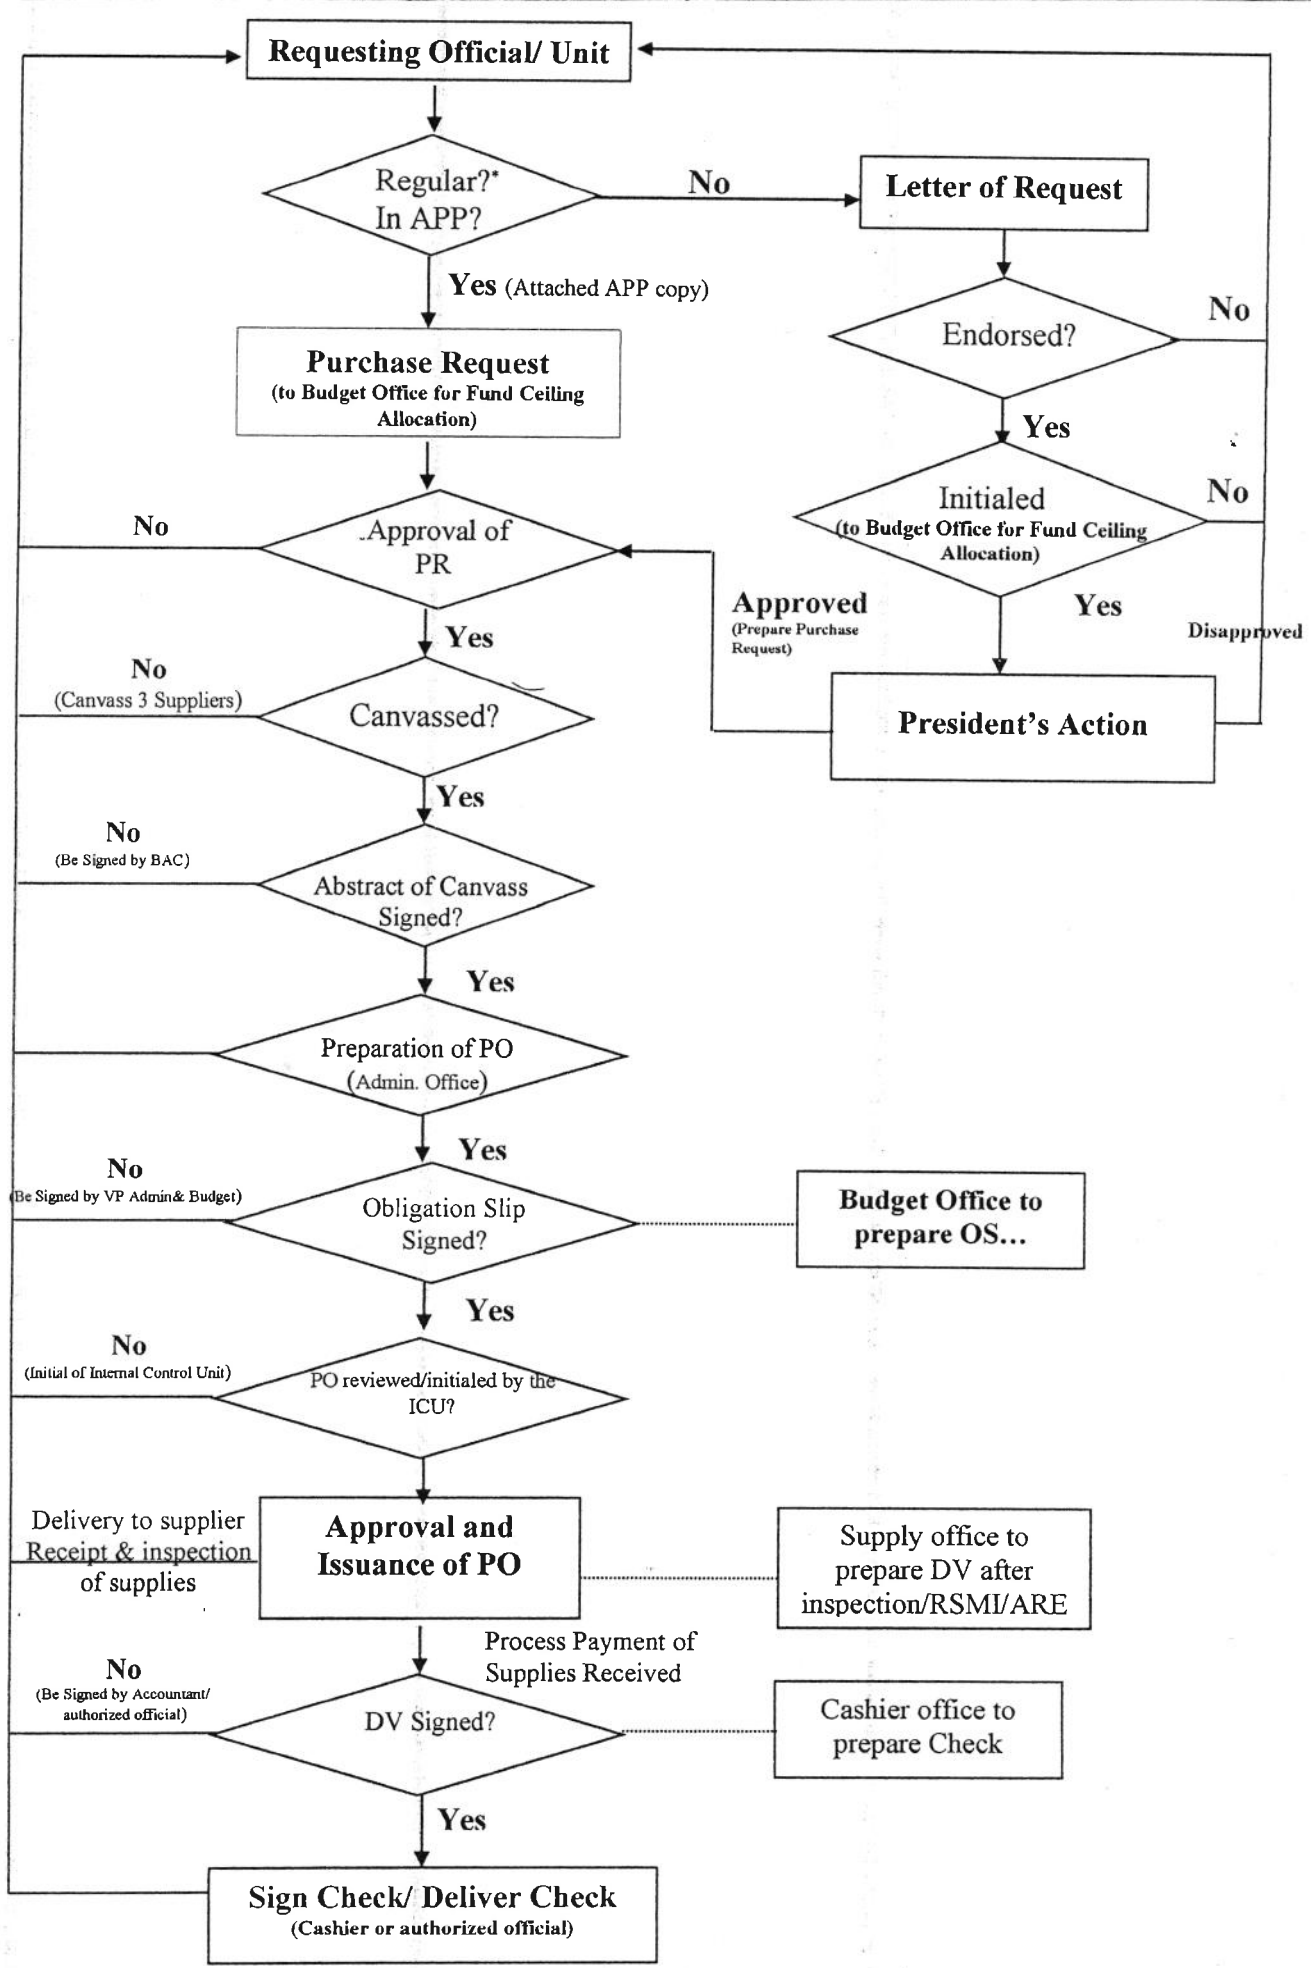 Requesting Official/ Unit
Regular?*
In APP?
No
Letter of Request
Yes (Attached APP copy)
Endorsed?
No
Purchase Request
(to Budget Office for Fund Ceiling
Allocation)
Yes
Initialed
(to Budget Office for Fund Ceiling
Allocation)
No
No
Approval of
PR
Approved
(Prepare Purchase
Request)
Yes
Disapproved
Yes
President's Action
No
(Canvass 3 Suppliers)
Canvassed?
Yes
No
(Be Signed by BAC)
Abstract of Canvass
Signed?
Yes
Preparation of PO
(Admin. Office)
Yes
No
(Be Signed by VP Admin& Budget)
Obligation Slip
Signed?
Budget Office to
prepare OS...
Yes
No
(Initial of Internal Control Unit)
PO reviewed/initialed by the
ICU?
Delivery to supplier
Receipt & inspection
of supplies
Approval and
Issuance of PO
Supply office to
prepare DV after
inspection/RSMI/ARE
Process Payment of
Supplies Received
No
(Be Signed by Accountant/
authorized official)
DV Signed?
Cashier office to
prepare Check
Yes
Sign Check/ Deliver Check
(Cashier or authorized official)